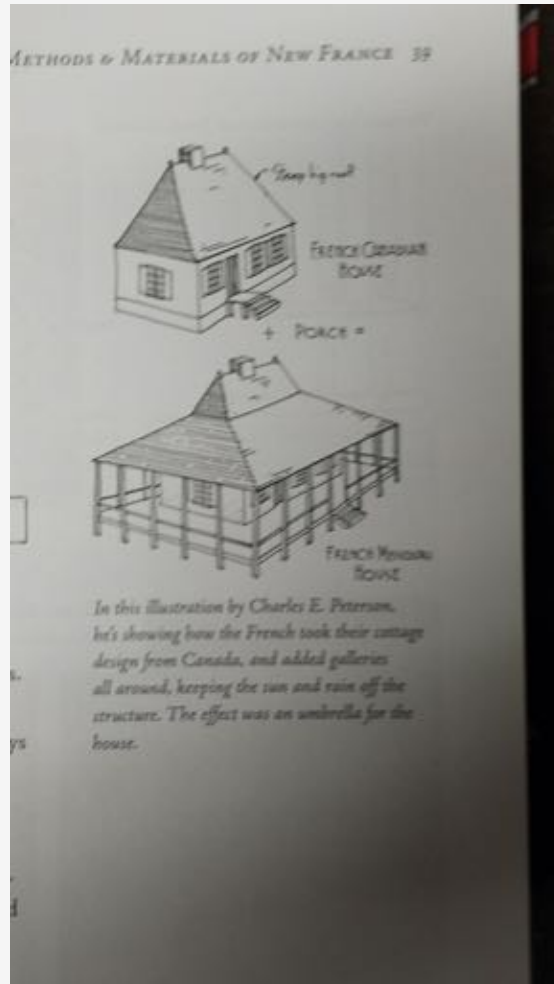 METHODS & MATERIALS OF NEW FRANCE 39
Steep hip roof
FRENCH CANADIAN
HOUSE
+ PORCH =
FRENCH MISSOURI
HOUSE
In this illustration by Charles E. Peterson,
he's showing how the French took their cottage
design from Canada, and added galleries
all around, keeping the sun and rain off the
structure. The effect was an umbrella for the
house.
s.
ys
d